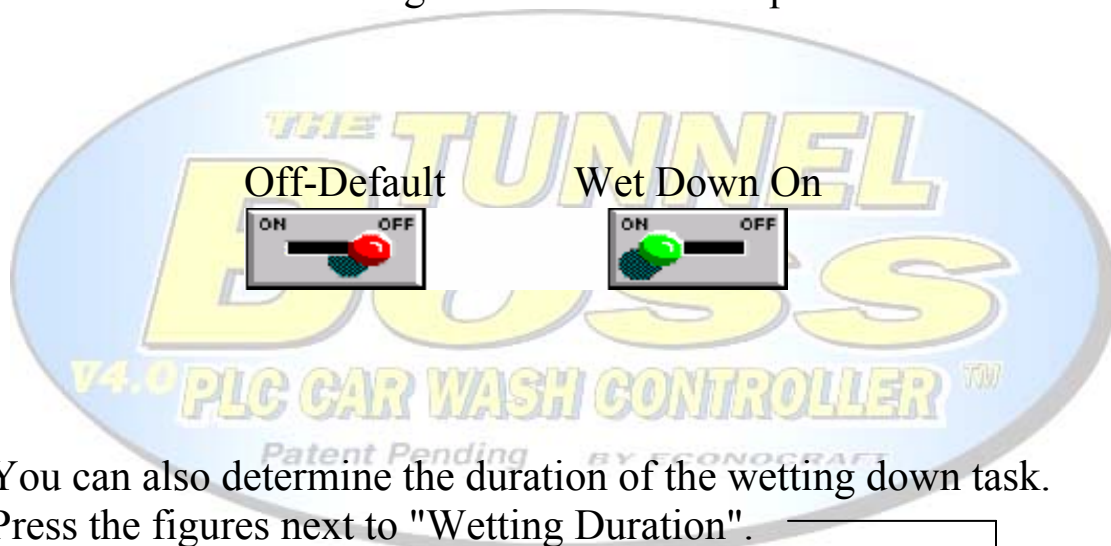 THE TUNNEL
Off-Default Wet Down On
ON OFF ON OFF
BOSS
V4.0 PLC CAR WASH CONTROLLER TM
Patent Pending BY ECONOCRAFT
You can also determine the duration of the wetting down task.
Press the figures next to "Wetting Duration".